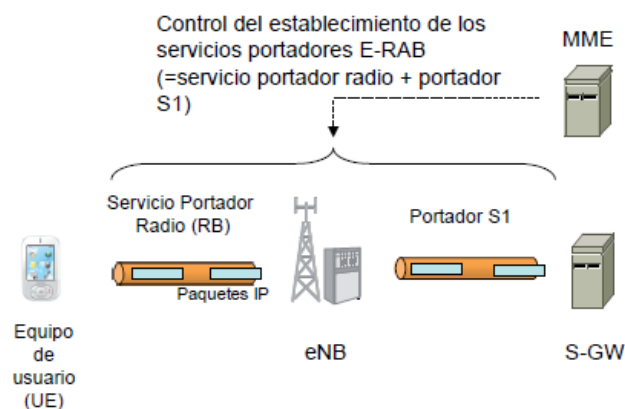 Control del establecimiento de los
servicios portadores E-RAB
(=servicio portador radio + portador
S1)
MME
Servicio Portador
Radio (RB)
Portador S1
Paquetes IP
Equipo
de
usuario
(UE)
eNB
S-GW